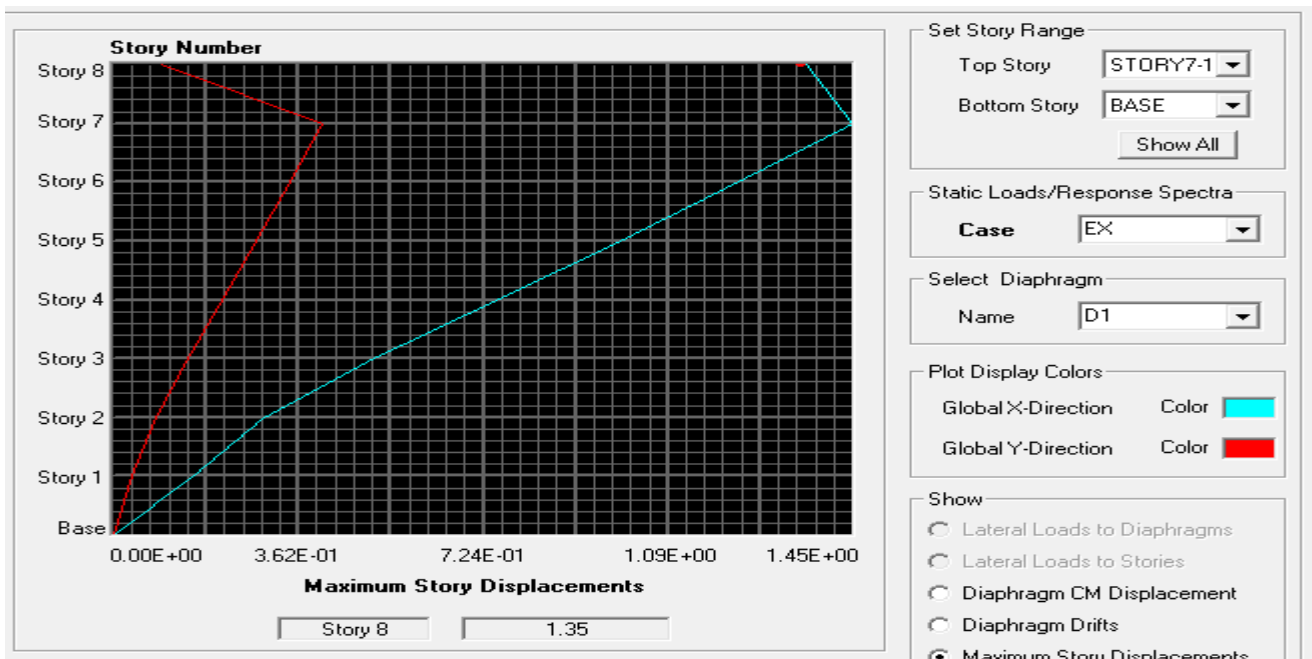 Story Number
Story 8
Story 7
Story 6
Story 5
Story 4
Story 3
Story 2
Story 1
Base
0.00E+00 3.62E-01 7.24E-01 1.09E+00 1.45E+00
Maximum Story Displacements
Story 8 1.35
Set Story Range
Top Story STORY7-1
Bottom Story BASE
Show All
Static Loads/Response Spectra
Case EX
Select Diaphragm
Name D1
Plot Display Colors
Global X-Direction Color
Global Y-Direction Color
Show
Lateral Loads to Diaphragms
Lateral Loads to Stories
Diaphragm CM Displacement
Diaphragm Drifts
Maximum Story Displacements